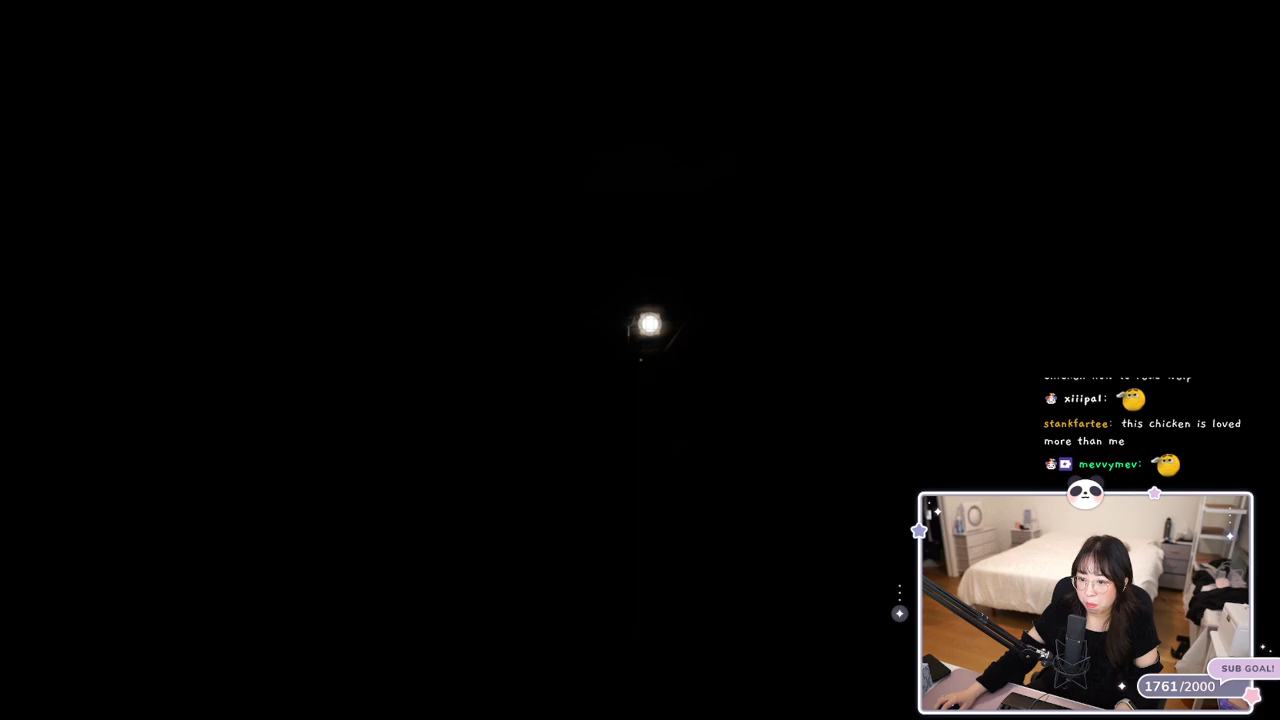 xiiipal:
stankfartee: this chicken is loved
more than me
mevvymev:
SUB GOAL!
1761/2000